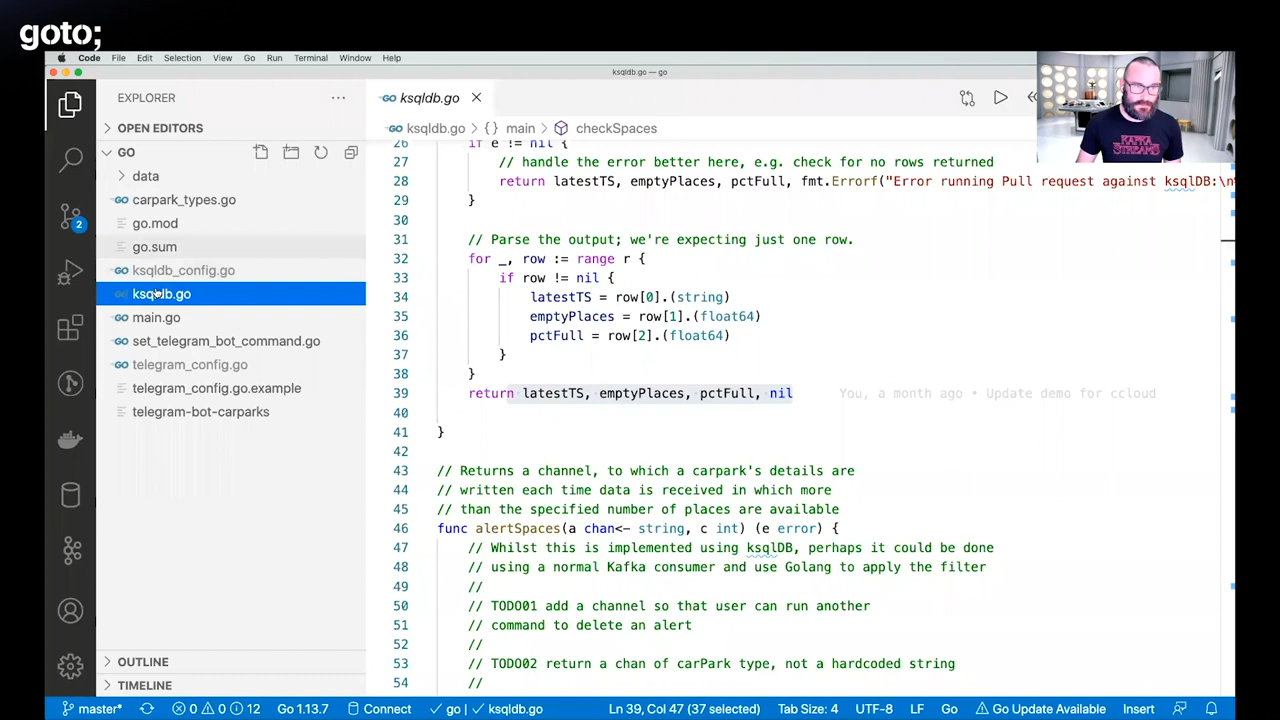 goto;
Code File Edit Selection View Go Run Terminal Window Help
ksqldb.go — go
EXPLORER
ksqldb.go
OPEN EDITORS
ksqldb.go > {} main > checkSpaces
GO
data
carpark_types.go
go.mod
go.sum
ksqldb_config.go
ksqldb.go
main.go
set_telegram_bot_command.go
telegram_config.go
telegram_config.go.example
telegram-bot-carparks
OUTLINE
TIMELINE
2
KAFKA
STREAMS
26 if e != nil {
27 // handle the error better here, e.g. check for no rows returned
28 return latestTS, emptyPlaces, pctFull, fmt.Errorf("Error running Pull request against ksqlDB:\n
29 }
30
31 // Parse the output; we're expecting just one row.
32 for _, row := range r {
33 if row != nil {
34 latestTS = row[0].(string)
35 emptyPlaces = row[1].(float64)
36 pctFull = row[2].(float64)
37 }
38 }
39 return latestTS, emptyPlaces, pctFull, nil You, a month ago • Update demo for ccloud
40
41 }
42
43 // Returns a channel, to which a carpark's details are
44 // written each time data is received in which more
45 // than the specified number of places are available
46 func alertSpaces(a chan<- string, c int) (e error) {
47 // Whilst this is implemented using ksqlDB, perhaps it could be done
48 // using a normal Kafka consumer and use Golang to apply the filter
49 //
50 // TODO01 add a channel so that user can run another
51 // command to delete an alert
52 //
53 // TODO02 return a chan of carPark type, not a hardcoded string
54 //
master* 0 0 12 Go 1.13.7 Connect go | ksqldb.go Ln 39, Col 47 (37 selected) Tab Size: 4 UTF-8 LF Go Go Update Available Insert